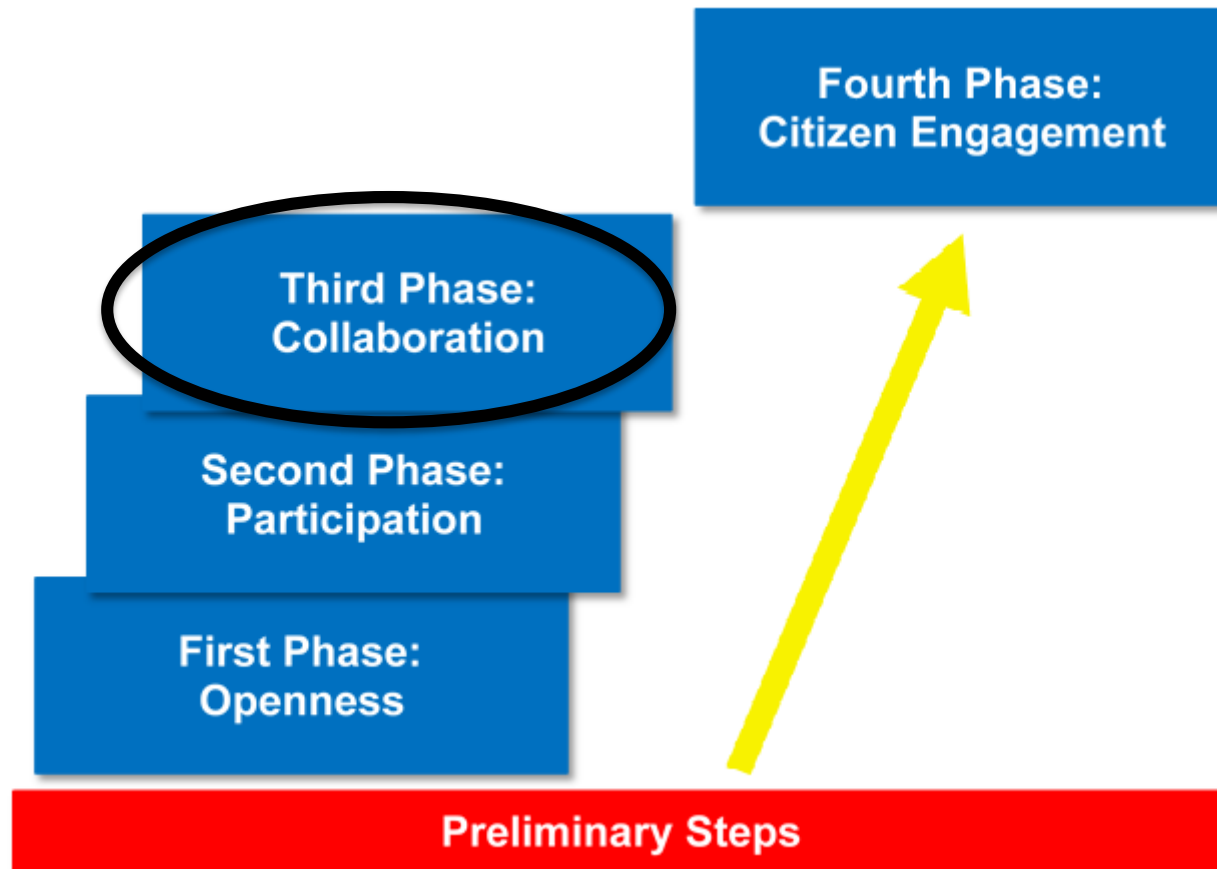 Fourth Phase:
Citizen Engagement
Third Phase:
Collaboration
Second Phase:
Participation
First Phase:
Openness
Preliminary Steps